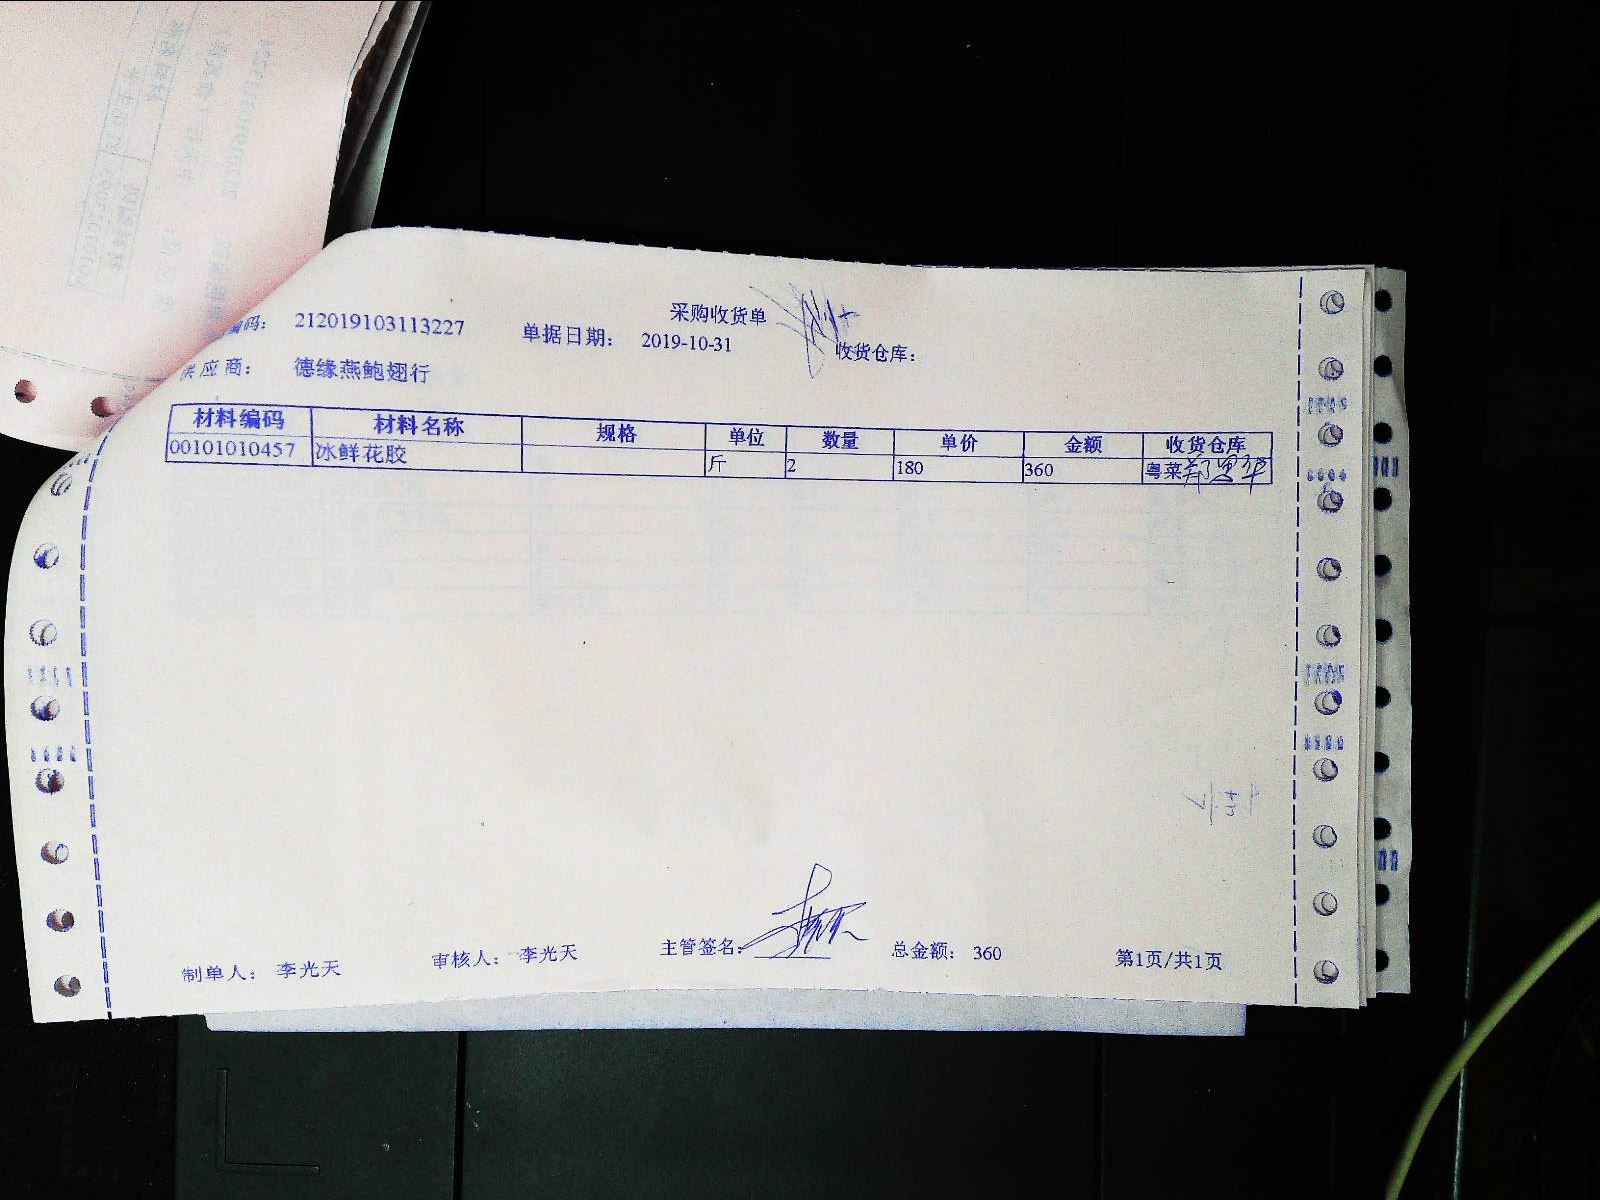 采购收货单
编码: 212019103113227 单据日期: 2019-10-31 收货仓库:
供应商: 德缘燕鲍翅行
材料编码 材料名称 规格 单位 数量 单价 金额 收货仓库
00101010457 冰鲜花胶 斤 2 180 360 粤菜
制单人: 李光天 审核人: 李光天 主管签名: 总金额: 360 第1页/共1页